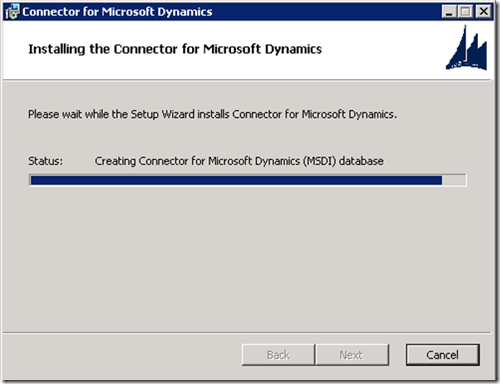 Connector for Microsoft Dynamics
Installing the Connector for Microsoft Dynamics
Please wait while the Setup Wizard installs Connector for Microsoft Dynamics.
Status: Creating Connector for Microsoft Dynamics (MSDI) database
Back Next Cancel